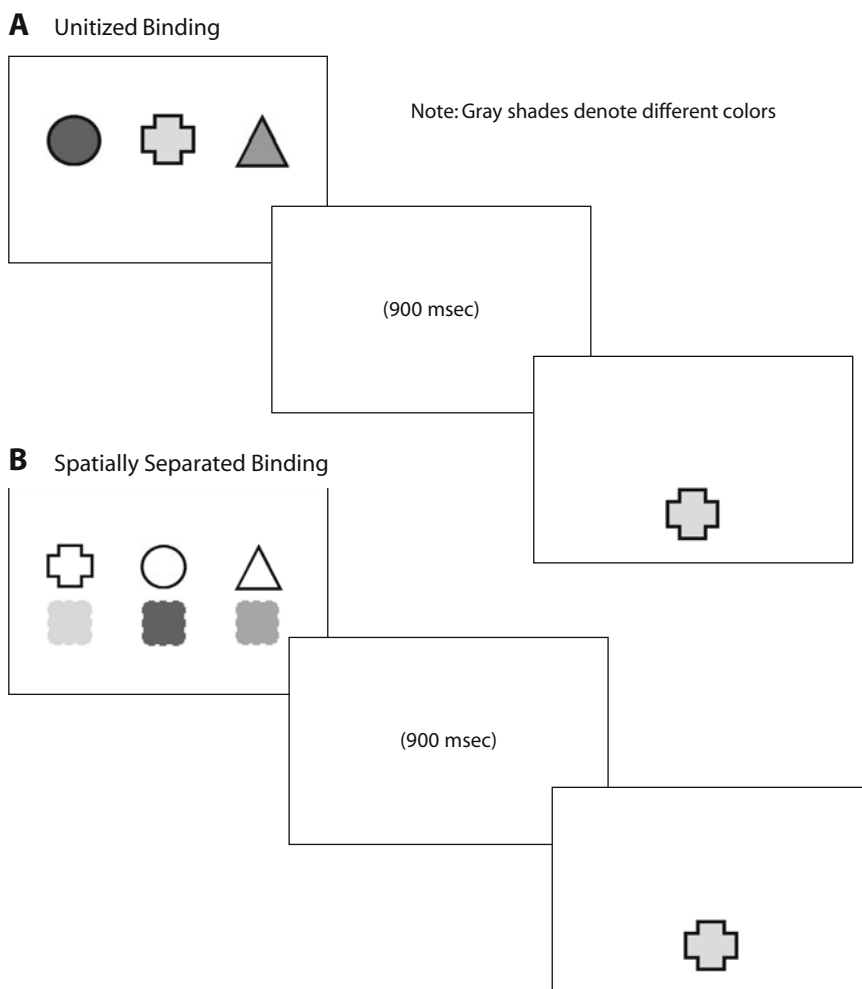 A Unitized Binding
Note: Gray shades denote different colors
(900 msec)
B Spatially Separated Binding
(900 msec)